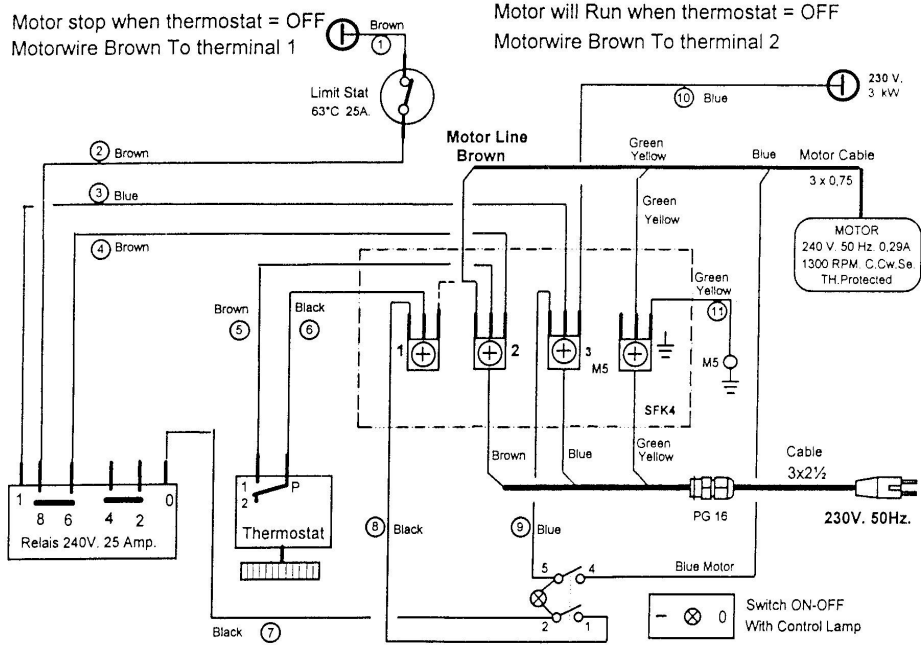 Motor stop when thermostat = OFF
Motorwire Brown To therminal 1
Motor will Run when thermostat = OFF
Motorwire Brown To therminal 2
Brown
1
Limit Stat
63°C 25A.
230 V.
3 kW
10 Blue
Motor Line
Brown
Green
Yellow
Blue
Motor Cable
3 x 0,75
2 Brown
3 Blue
4 Brown
Green
Yellow
MOTOR
240 V. 50 Hz. 0,29A
1300 RPM. C.Cw.Se.
TH.Protected
Green
Yellow
11
Brown
5
Black
6
1
2
3
M5
M5
SFK4
Brown
Blue
Green
Yellow
Cable
3x2½
PG 16
230V. 50Hz.
1
8 6
4 2
0
Relais 240V. 25 Amp.
1
2
P
Thermostat
8 Black
9 Blue
5 4
Blue Motor
2 1
Black 7
– 0
Switch ON-OFF
With Control Lamp